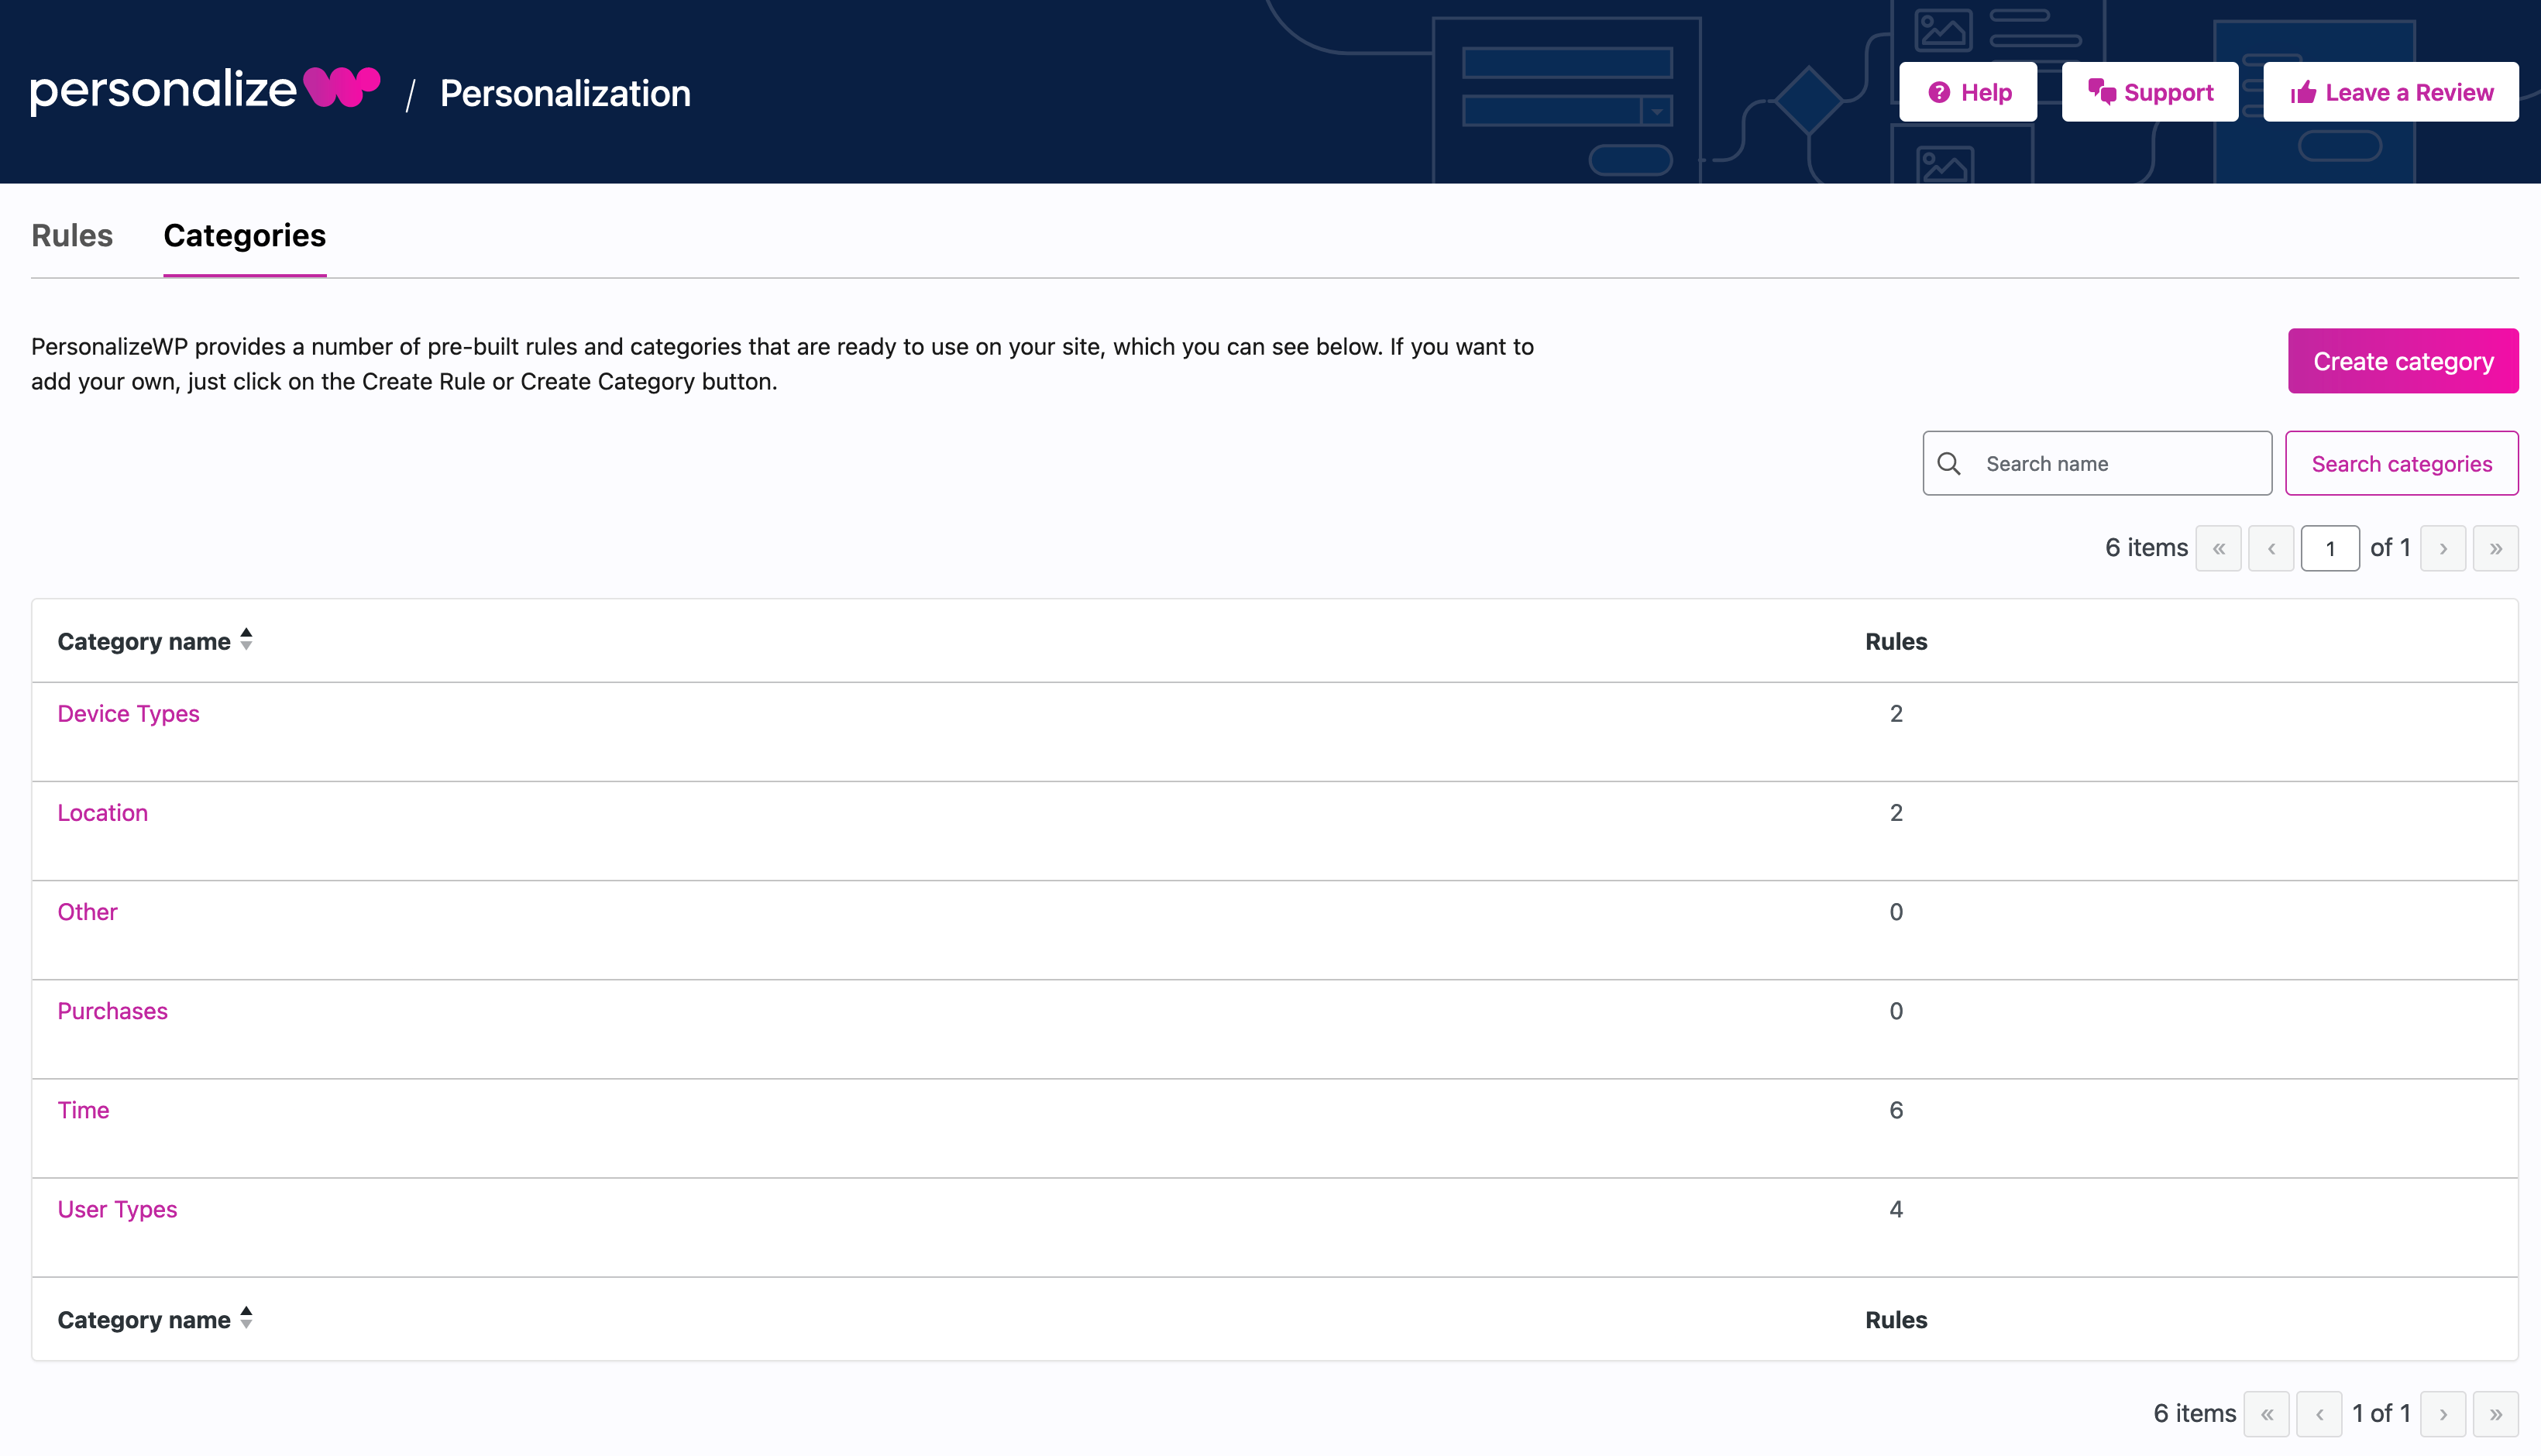 personalizeWP / Personalization
Help
Support
Leave a Review
Rules
Categories
PersonalizeWP provides a number of pre-built rules and categories that are ready to use on your site, which you can see below. If you want to
add your own, just click on the Create Rule or Create Category button.
Create category
Search name
Search categories
6 items « ‹ 1 of 1 › »
Category name Rules
Device Types 2
Location 2
Other 0
Purchases 0
Time 6
User Types 4
Category name Rules
6 items « ‹ 1 of 1 › »